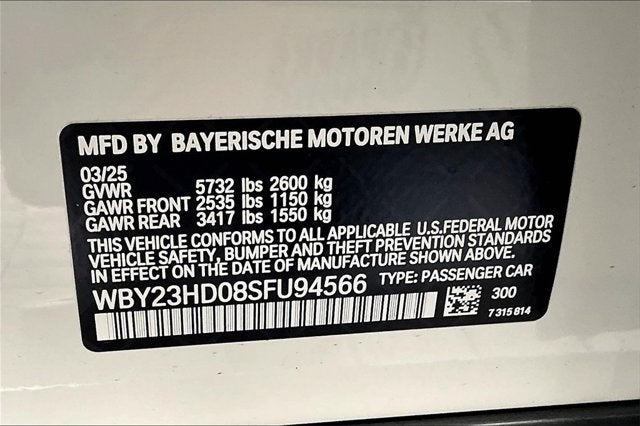 MFD BY BAYERISCHE MOTOREN WERKE AG
03/25
GVWR 5732 lbs 2600 kg
GAWR FRONT 2535 lbs 1150 kg
GAWR REAR 3417 lbs 1550 kg
THIS VEHICLE CONFORMS TO ALL APPLICABLE U.S.FEDERAL MOTOR
VEHICLE SAFETY, BUMPER AND THEFT PREVENTION STANDARDS
IN EFFECT ON THE DATE OF MANUFACTURE SHOWN ABOVE.
WBY23HD08SFU94566 TYPE: PASSENGER CAR
300
7 315 814